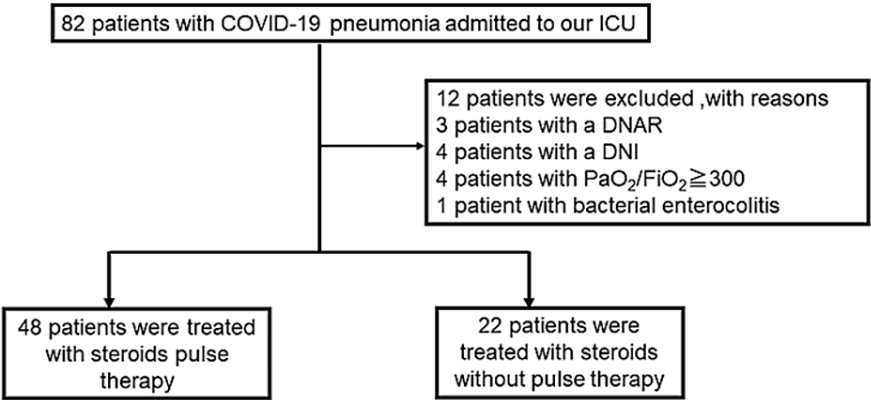 82 patients with COVID-19 pneumonia admitted to our ICU
12 patients were excluded ,with reasons
3 patients with a DNAR
4 patients with a DNI
4 patients with PaO₂/FiO₂≧300
1 patient with bacterial enterocolitis
48 patients were treated
with steroids pulse
therapy
22 patients were
treated with steroids
without pulse therapy